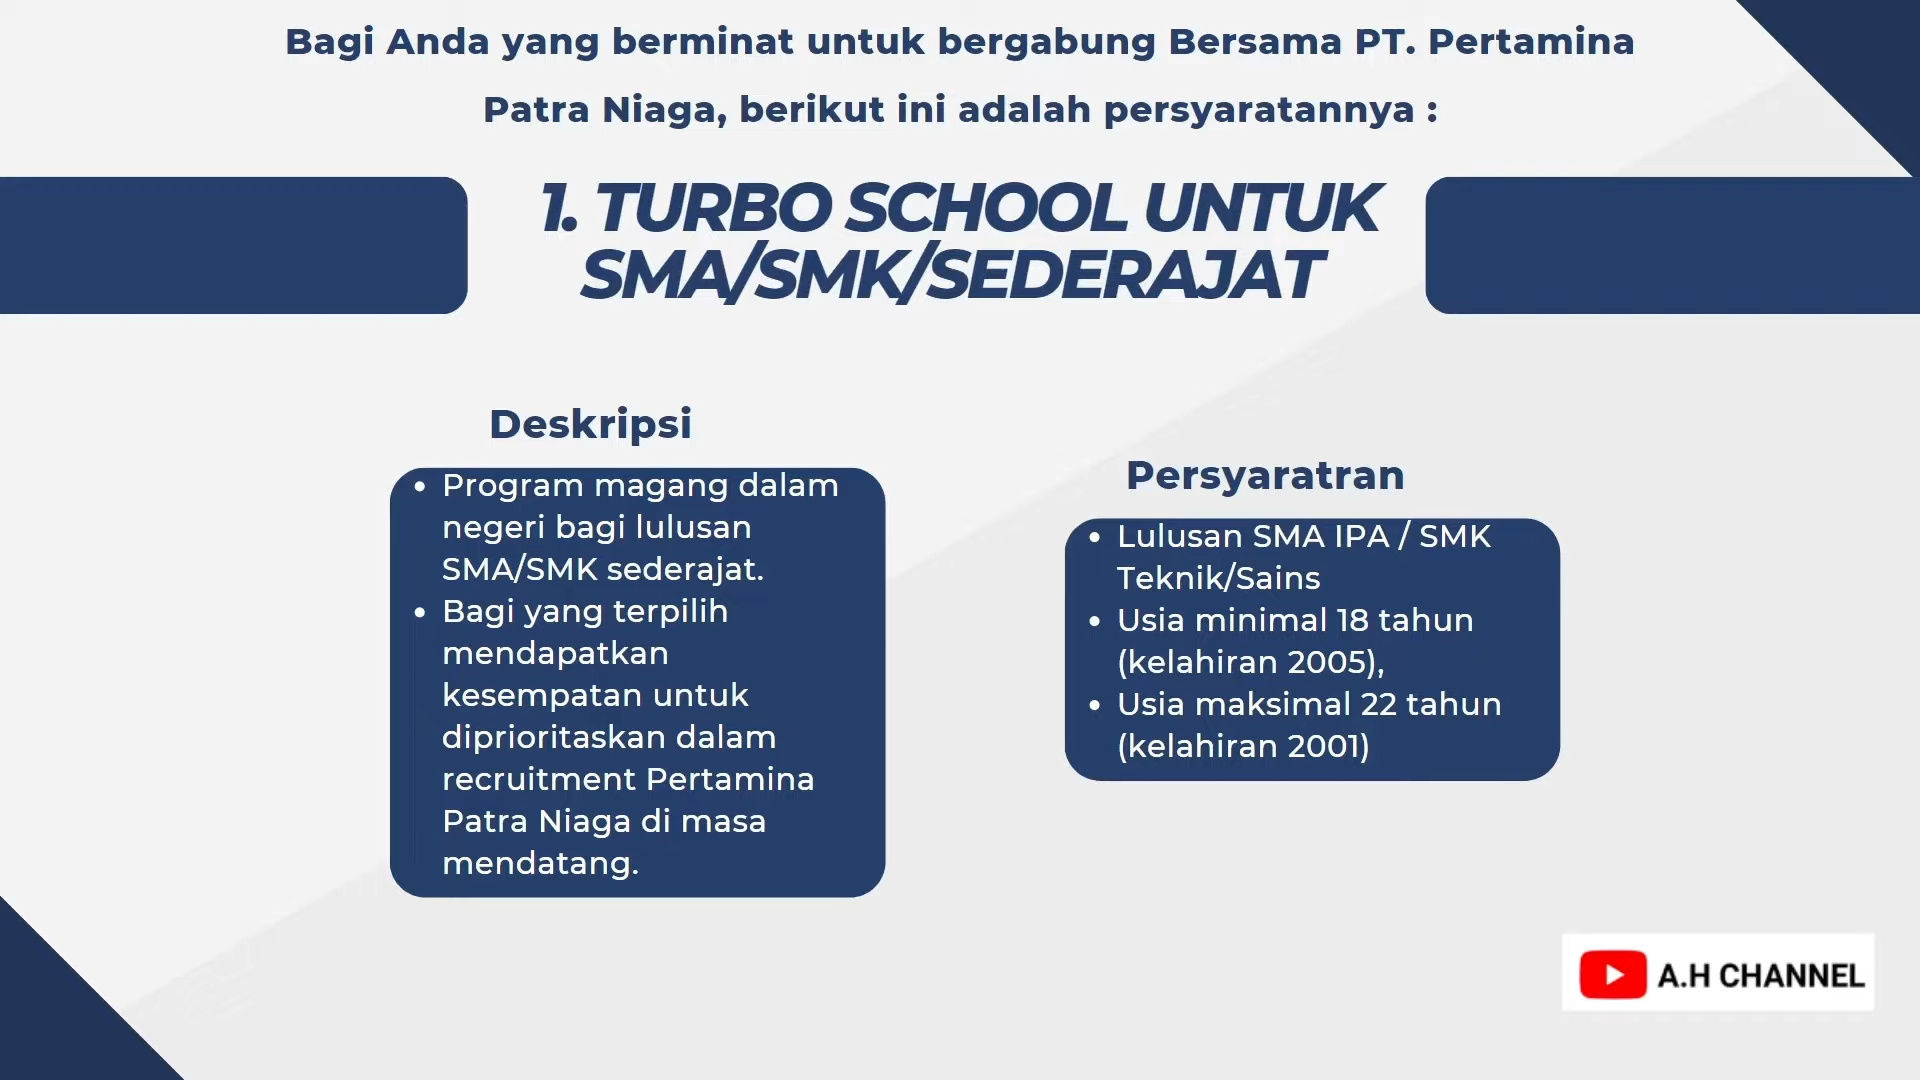 Bagi Anda yang berminat untuk bergabung Bersama PT. Pertamina
Patra Niaga, berikut ini adalah persyaratannya :
1. TURBO SCHOOL UNTUK
SMA/SMK/SEDERAJAT
Deskripsi
• Program magang dalam
negeri bagi lulusan
SMA/SMK sederajat.
• Bagi yang terpilih
mendapatkan
kesempatan untuk
diprioritaskan dalam
recruitment Pertamina
Patra Niaga di masa
mendatang.
Persyaratran
• Lulusan SMA IPA / SMK
Teknik/Sains
• Usia minimal 18 tahun
(kelahiran 2005),
• Usia maksimal 22 tahun
(kelahiran 2001)
A.H CHANNEL